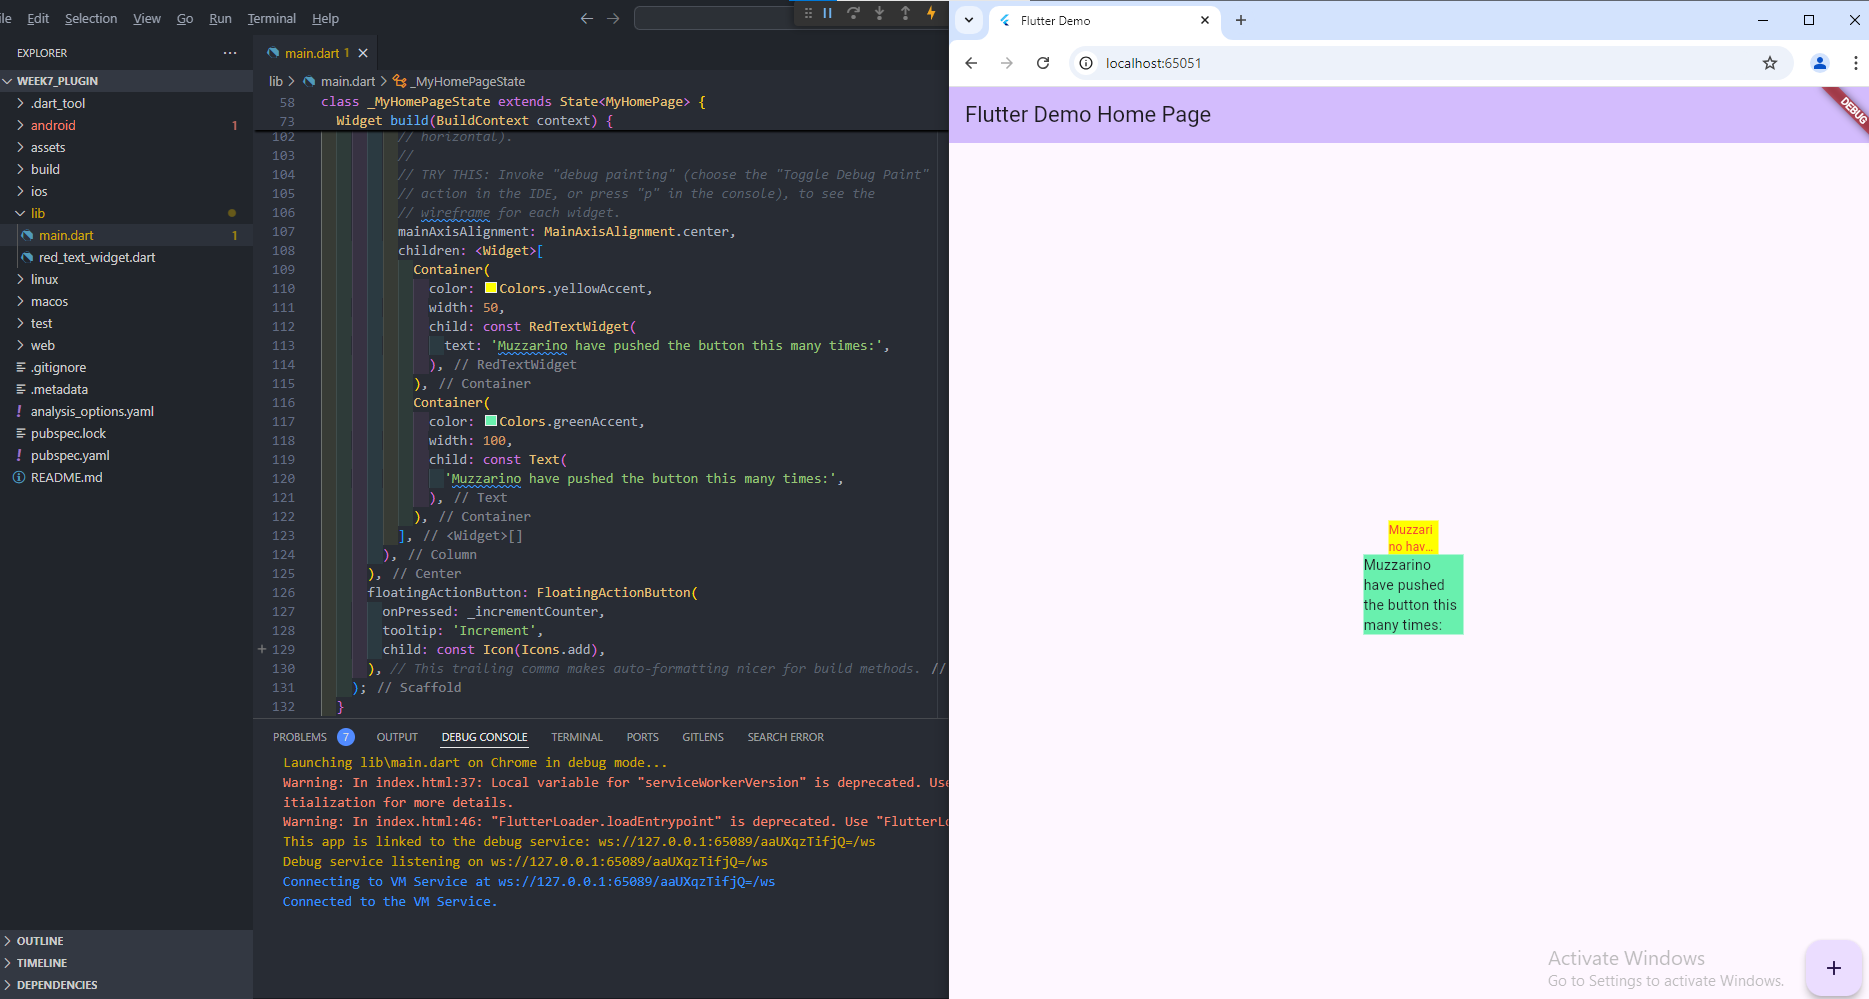 ile Edit Selection View Go Run Terminal Help
EXPLORER
WEEK7_PLUGIN
.dart_tool
android 1
assets
build
ios
lib
main.dart 1
red_text_widget.dart
linux
macos
test
web
.gitignore
.metadata
analysis_options.yaml
pubspec.lock
pubspec.yaml
README.md
OUTLINE
TIMELINE
DEPENDENCIES
main.dart 1
lib > main.dart > _MyHomePageState
58 class _MyHomePageState extends State<MyHomePage> {
73 Widget build(BuildContext context) {
102 // horizontal).
103 //
104 // TRY THIS: Invoke "debug painting" (choose the "Toggle Debug Paint"
105 // action in the IDE, or press "p" in the console), to see the
106 // wireframe for each widget.
107 mainAxisAlignment: MainAxisAlignment.center,
108 children: <Widget>[
109 Container(
110 color: Colors.yellowAccent,
111 width: 50,
112 child: const RedTextWidget(
113 text: 'Muzzarino have pushed the button this many times:',
114 ), // RedTextWidget
115 ), // Container
116 Container(
117 color: Colors.greenAccent,
118 width: 100,
119 child: const Text(
120 'Muzzarino have pushed the button this many times:',
121 ), // Text
122 ), // Container
123 ], // <Widget>[]
124 ), // Column
125 ), // Center
126 floatingActionButton: FloatingActionButton(
127 onPressed: _incrementCounter,
128 tooltip: 'Increment',
129 child: const Icon(Icons.add),
130 ), // This trailing comma makes auto-formatting nicer for build methods. //
131 ); // Scaffold
132 }
PROBLEMS 7 OUTPUT DEBUG CONSOLE TERMINAL PORTS GITLENS SEARCH ERROR
Launching lib\main.dart on Chrome in debug mode...
Warning: In index.html:37: Local variable for "serviceWorkerVersion" is deprecated. Use
itialization for more details.
Warning: In index.html:46: "FlutterLoader.loadEntrypoint" is deprecated. Use "FlutterLo
This app is linked to the debug service: ws://127.0.0.1:65089/aaUXqzTifjQ=/ws
Debug service listening on ws://127.0.0.1:65089/aaUXqzTifjQ=/ws
Connecting to VM Service at ws://127.0.0.1:65089/aaUXqzTifjQ=/ws
Connected to the VM Service.
Flutter Demo
localhost:65051
Flutter Demo Home Page
DEBUG
Muzzari
no hav...
Muzzarino
have pushed
the button this
many times:
Activate Windows
Go to Settings to activate Windows.